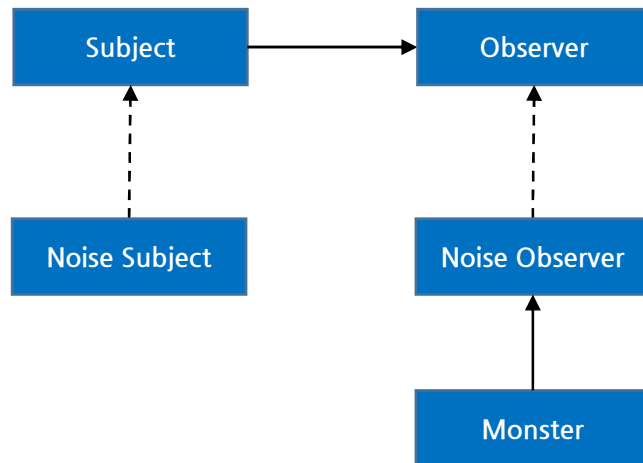 Subject
Observer
Noise Subject
Noise Observer
Monster